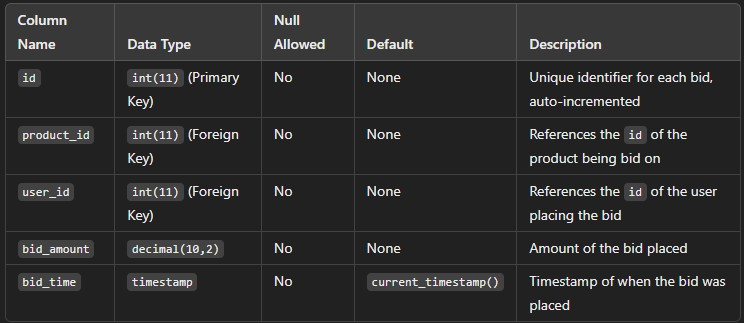 Column Name | Data Type | Null Allowed | Default | Description
id | int(11) (Primary Key) | No | None | Unique identifier for each bid, auto-incremented
product_id | int(11) (Foreign Key) | No | None | References the id of the product being bid on
user_id | int(11) (Foreign Key) | No | None | References the id of the user placing the bid
bid_amount | decimal(10,2) | No | None | Amount of the bid placed
bid_time | timestamp | No | current_timestamp() | Timestamp of when the bid was placed